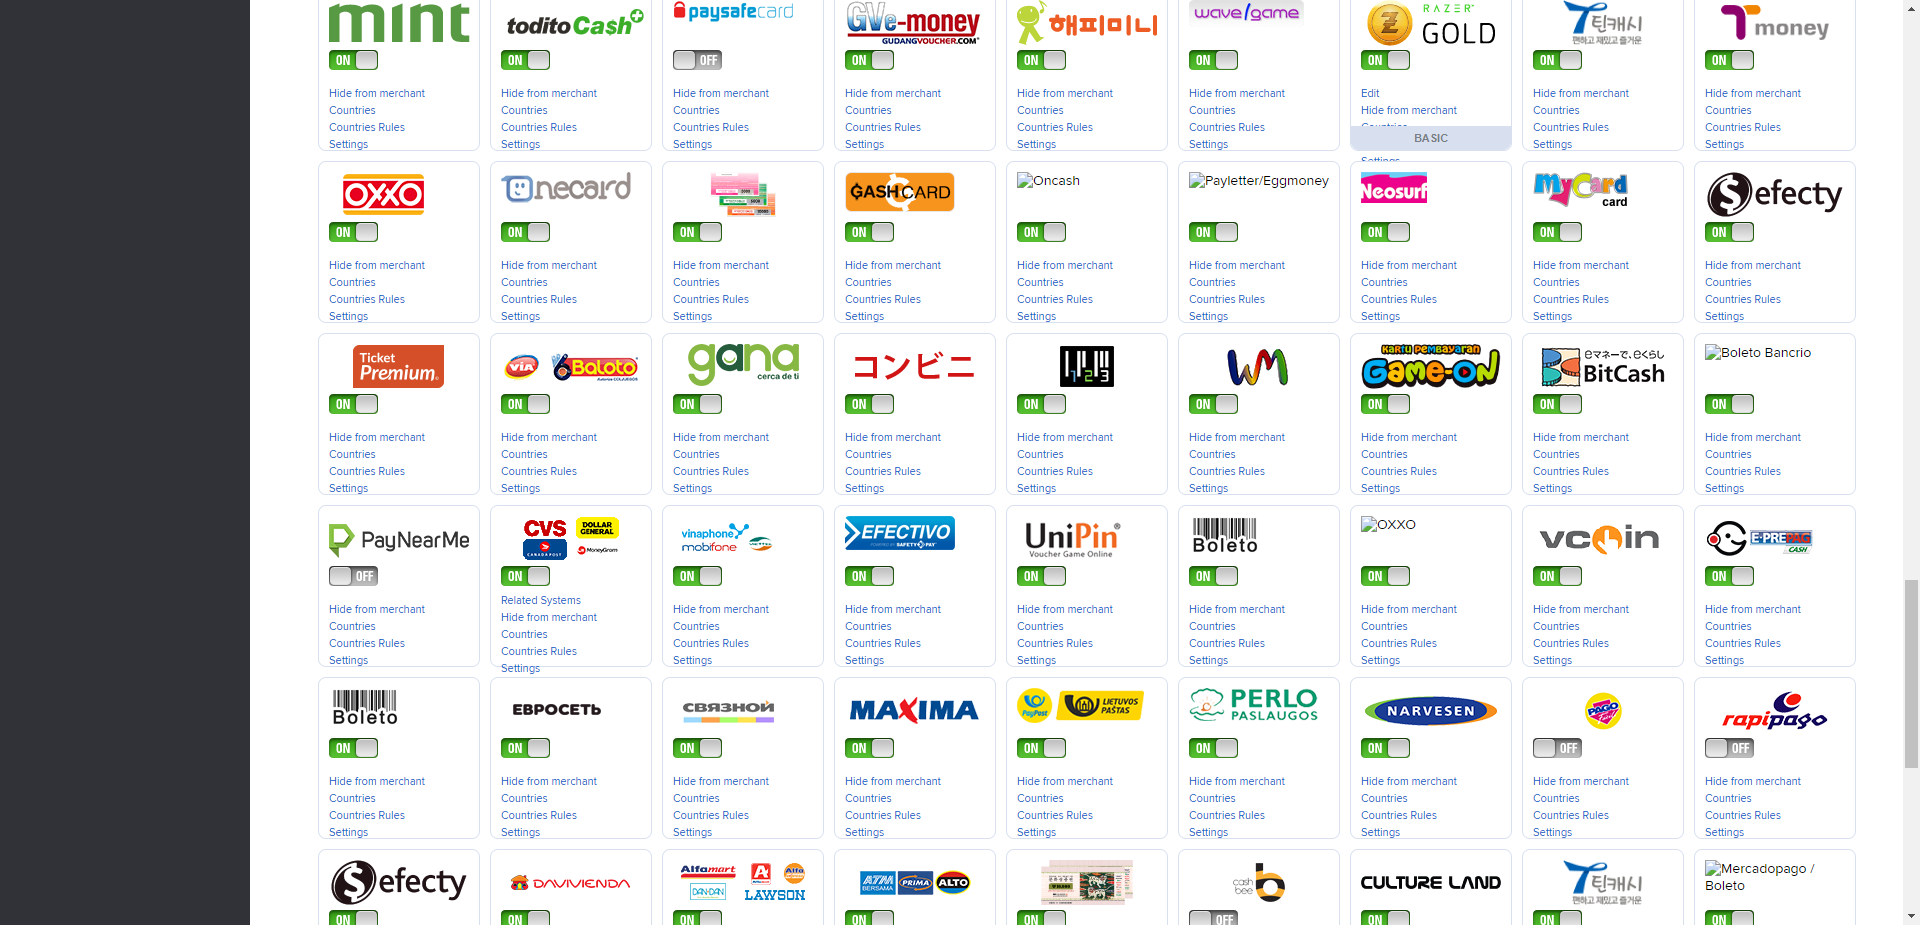 mint
todito Cash
paysafecard
GVe-money
GUDANGVOUCHER.COM
해피미니
wave/game
RAZER
GOLD
틴캐시
편하고 재밌고 즐거운
Tmoney
ON
ON
OFF
ON
ON
ON
ON
ON
ON
Hide from merchant
Countries
Countries Rules
Settings
Hide from merchant
Countries
Countries Rules
Settings
Hide from merchant
Countries
Countries Rules
Settings
Hide from merchant
Countries
Countries Rules
Settings
Hide from merchant
Countries
Countries Rules
Settings
Hide from merchant
Countries
Countries Rules
Settings
Edit
Hide from merchant
Countries
BASIC
Settings
Hide from merchant
Countries
Countries Rules
Settings
Hide from merchant
Countries
Countries Rules
Settings
OXXO
ON
Hide from merchant
Countries
Countries Rules
Settings
Onecard
ON
Hide from merchant
Countries
Countries Rules
Settings
ON
Hide from merchant
Countries
Countries Rules
Settings
GASH CARD
ON
Hide from merchant
Countries
Countries Rules
Settings
Oncash
ON
Hide from merchant
Countries
Countries Rules
Settings
Payletter/Eggmoney
ON
Hide from merchant
Countries
Countries Rules
Settings
Neosurf
ON
Hide from merchant
Countries
Countries Rules
Settings
MyCard
card
ON
Hide from merchant
Countries
Countries Rules
Settings
Sefecty
ON
Hide from merchant
Countries
Countries Rules
Settings
Ticket
Premium
ON
Hide from merchant
Countries
Countries Rules
Settings
VIA Baloto
ON
Hide from merchant
Countries
Countries Rules
Settings
gana
cerca de ti
ON
Hide from merchant
Countries
Countries Rules
Settings
コンビニ
ON
Hide from merchant
Countries
Countries Rules
Settings
123
ON
Hide from merchant
Countries
Countries Rules
Settings
ON
Hide from merchant
Countries
Countries Rules
Settings
KARTU PEMBAYARAN
GAME-ON
ON
Hide from merchant
Countries
Countries Rules
Settings
eマネーで、eくらし
BitCash
ON
Hide from merchant
Countries
Countries Rules
Settings
Boleto Bancrio
ON
Hide from merchant
Countries
Countries Rules
Settings
PayNearMe
OFF
Hide from merchant
Countries
Countries Rules
Settings
CVS DOLLAR GENERAL
CANADA POST MoneyGram
ON
Related Systems
Hide from merchant
Countries
Countries Rules
Settings
vinaphone
mobifone viettel
ON
Hide from merchant
Countries
Countries Rules
Settings
EFECTIVO
POWERED BY SAFETYPAY
ON
Hide from merchant
Countries
Countries Rules
Settings
UniPin
Voucher Game Online
ON
Hide from merchant
Countries
Countries Rules
Settings
Boleto
ON
Hide from merchant
Countries
Countries Rules
Settings
OXXO
ON
Hide from merchant
Countries
Countries Rules
Settings
vcoin
ON
Hide from merchant
Countries
Countries Rules
Settings
E-PREPAG
CASH
ON
Hide from merchant
Countries
Countries Rules
Settings
Boleto
ON
Hide from merchant
Countries
Countries Rules
Settings
ЕВРОСЕТЬ
ON
Hide from merchant
Countries
Countries Rules
Settings
СВЯЗНОЙ
ON
Hide from merchant
Countries
Countries Rules
Settings
MAXIMA
ON
Hide from merchant
Countries
Countries Rules
Settings
PayPost LIETUVOS PAŠTAS
ON
Hide from merchant
Countries
Countries Rules
Settings
PERLO
PASLAUGOS
ON
Hide from merchant
Countries
Countries Rules
Settings
NARVESEN
ON
Hide from merchant
Countries
Countries Rules
Settings
PAGO fácil
OFF
Hide from merchant
Countries
Countries Rules
Settings
rapipago
OFF
Hide from merchant
Countries
Countries Rules
Settings
Sefecty
ON
DAVIVIENDA
ON
Alfamart Alfa
DAN+DAN LAWSON
ON
ATM BERSAMA PRIMA ALTO
ON
ON
cash bee
OFF
CULTURE LAND
ON
틴캐시
편하고 재밌고 즐거운
ON
Mercadopago /
Boleto
ON